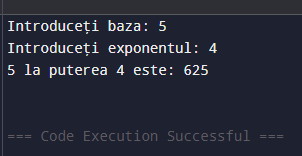 Introduceți baza: 5
Introduceți exponentul: 4
5 la puterea 4 este: 625
=== Code Execution Successful ===